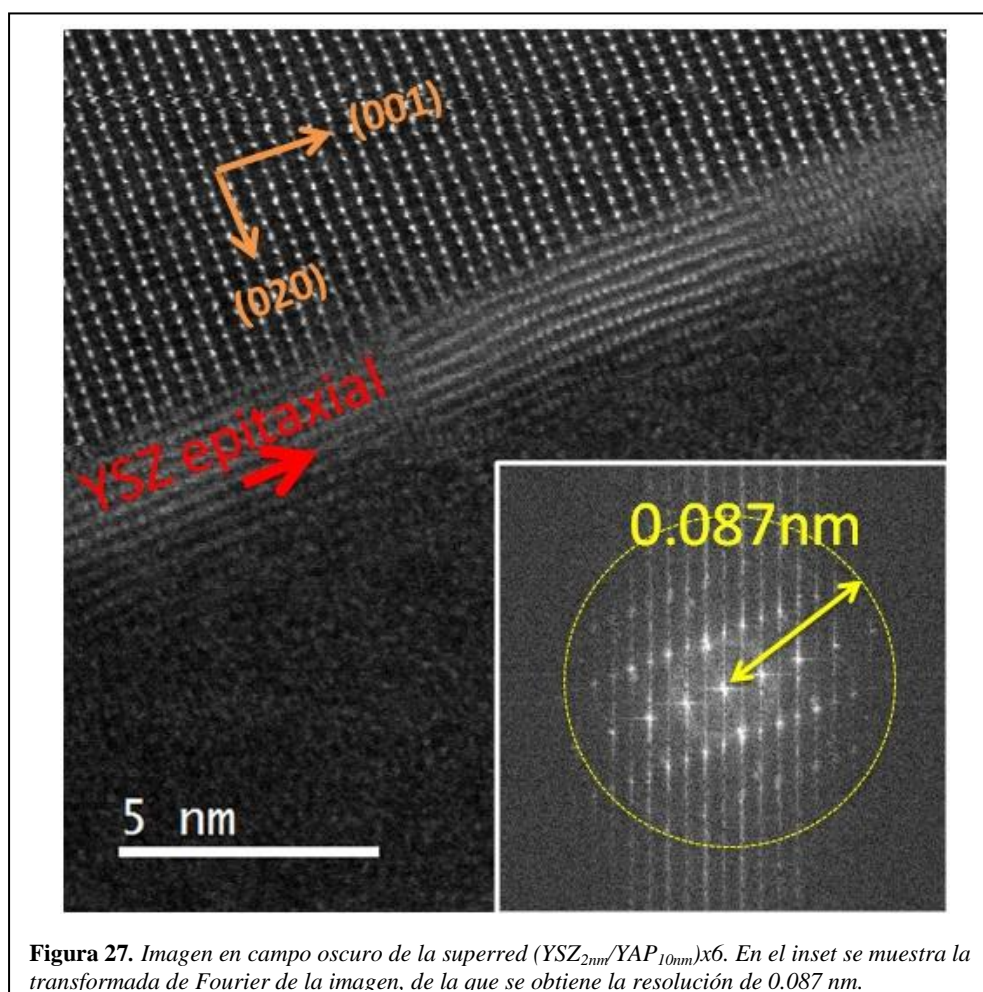 (001)
(020)
YSZ epitaxial
0.087nm
5 nm
Figura 27. Imagen en campo oscuro de la superred (YSZ2nm/YAP10nm)x6. En el inset se muestra la
transformada de Fourier de la imagen, de la que se obtiene la resolución de 0.087 nm.